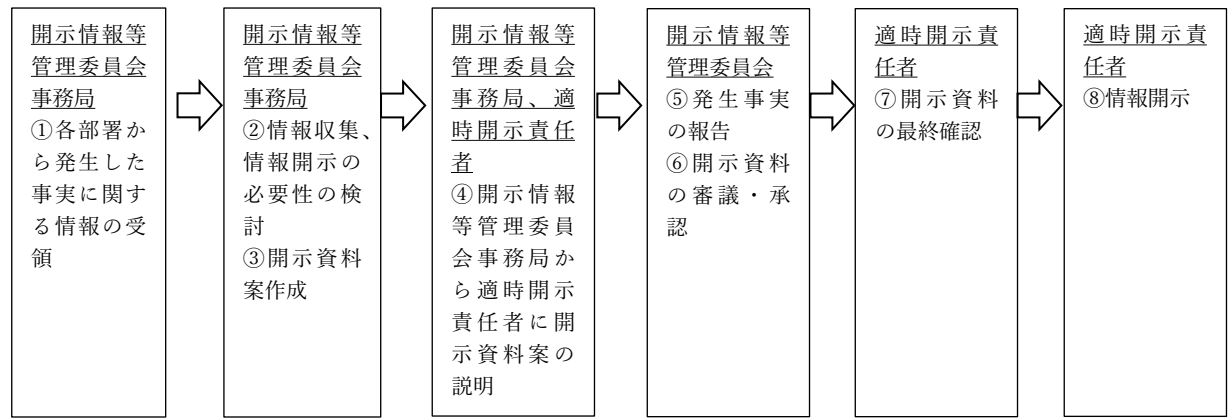 開示情報等
管理委員会
事務局
①各部署か
ら発生した
事実に関す
る情報の受
領
開示情報等
管理委員会
事務局
②情報収集、
情報開示の
必要性の検
討
③開示資料
案作成
開示情報等
管理委員会
事務局、適
時開示責任
者
④開示情報
等管理委員
会事務局か
ら適時開示
責任者に開
示資料案の
説明
開示情報等
管理委員会
⑤発生事実
の報告
⑥開示資料
の審議・承
認
適時開示責
任者
⑦開示資料
の最終確認
適時開示責
任者
⑧情報開示